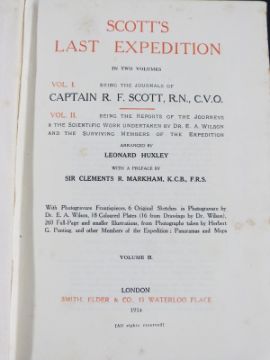 SCOTT'S
LAST EXPEDITION
IN TWO VOLUMES
VOL. I. BEING THE JOURNALS OF
CAPTAIN R. F. SCOTT, R.N., C.V.O.
VOL. II. BEING THE REPORTS OF THE JOURNEYS
& THE SCIENTIFIC WORK UNDERTAKEN BY DR. E. A. WILSON
AND THE SURVIVING MEMBERS OF THE EXPEDITION
ARRANGED BY
LEONARD HUXLEY
WITH A PREFACE BY
SIR CLEMENTS R. MARKHAM, K.C.B., F.R.S.
With Photogravure Frontispieces, 6 Original Sketches in Photogravure by
Dr. E. A. Wilson, 18 Coloured Plates (16 from Drawings by Dr. Wilson),
260 Full-Page and smaller Illustrations, from Photographs taken by Herbert
G. Ponting, and other Members of the Expedition: Panoramas and Maps
VOLUME II.
LONDON
SMITH, ELDER & CO., 15 WATERLOO PLACE
[All rights reserved]